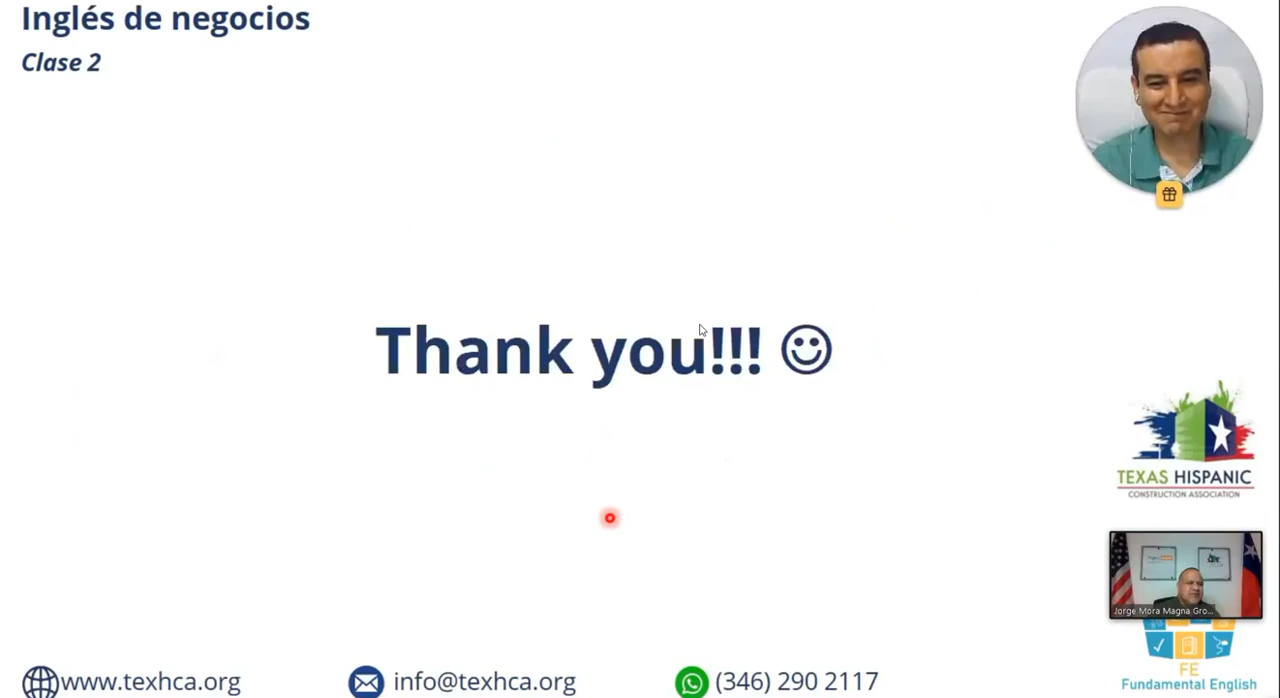 Inglés de negocios
Clase 2
Thank you!!!
TEXAS HISPANIC
CONSTRUCTION ASSOCIATION
Jorge Mora Magna Gro...
FE
Fundamental English
www.texhca.org
info@texhca.org
(346) 290 2117